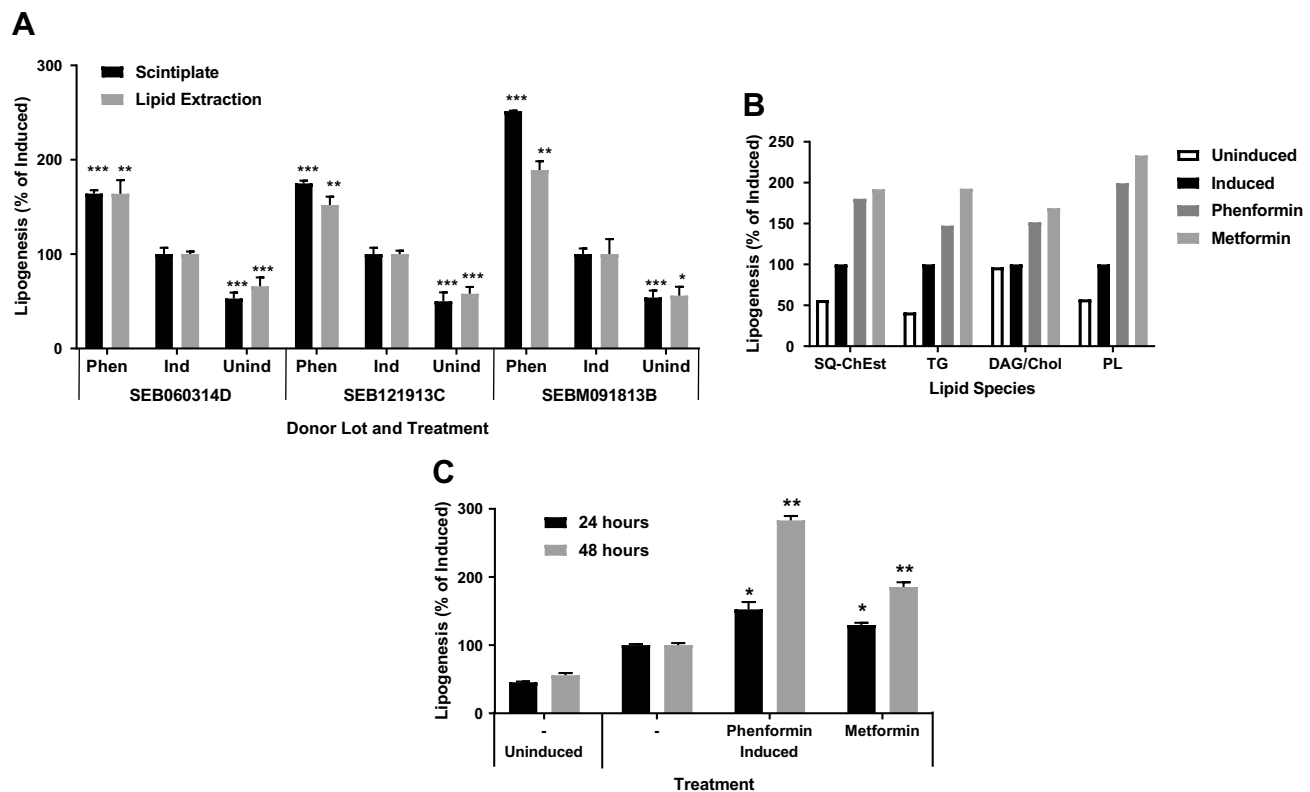 A
Lipogenesis (% of Induced)
300
200
100
0
Scintiplate
Lipid Extraction
*** ** *** ***
*** ** *** ***
*** ** *** *
Phen Ind Unind Phen Ind Unind Phen Ind Unind
SEB060314D SEB121913C SEBM091813B
Donor Lot and Treatment
B
Lipogenesis (% of Induced)
250
200
150
100
50
0
Uninduced
Induced
Phenformin
Metformin
SQ-ChEst TG DAG/Chol PL
Lipid Species
C
Lipogenesis (% of Induced)
300
200
100
0
24 hours
48 hours
* ** * **
- - Phenformin Metformin
Uninduced Induced
Treatment